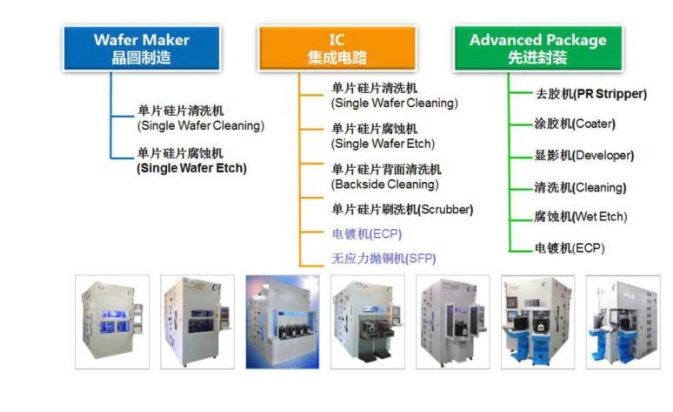 Wafer Maker
晶圆制造
单片硅片清洗机
(Single Wafer Cleaning)
单片硅片腐蚀机
(Single Wafer Etch)
IC
集成电路
单片硅片清洗机
(Single Wafer Cleaning)
单片硅片腐蚀机
(Single Wafer Etch)
单片硅片背面清洗机
(Backside Cleaning)
单片硅片刷洗机(Scrubber)
电镀机(ECP)
无应力抛铜机(SFP)
Advanced Package
先进封装
去胶机(PR Stripper)
涂胶机(Coater)
显影机(Developer)
清洗机(Cleaning)
腐蚀机(Wet Etch)
电镀机(ECP)